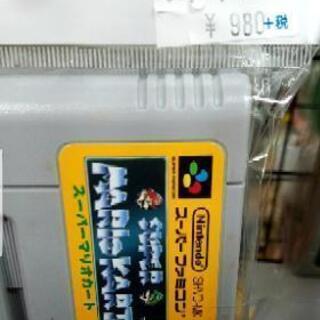 ¥ 980+税
SUPER
MARIO KART
スーパーマリオカート
Nintendo
スーパーファミコン